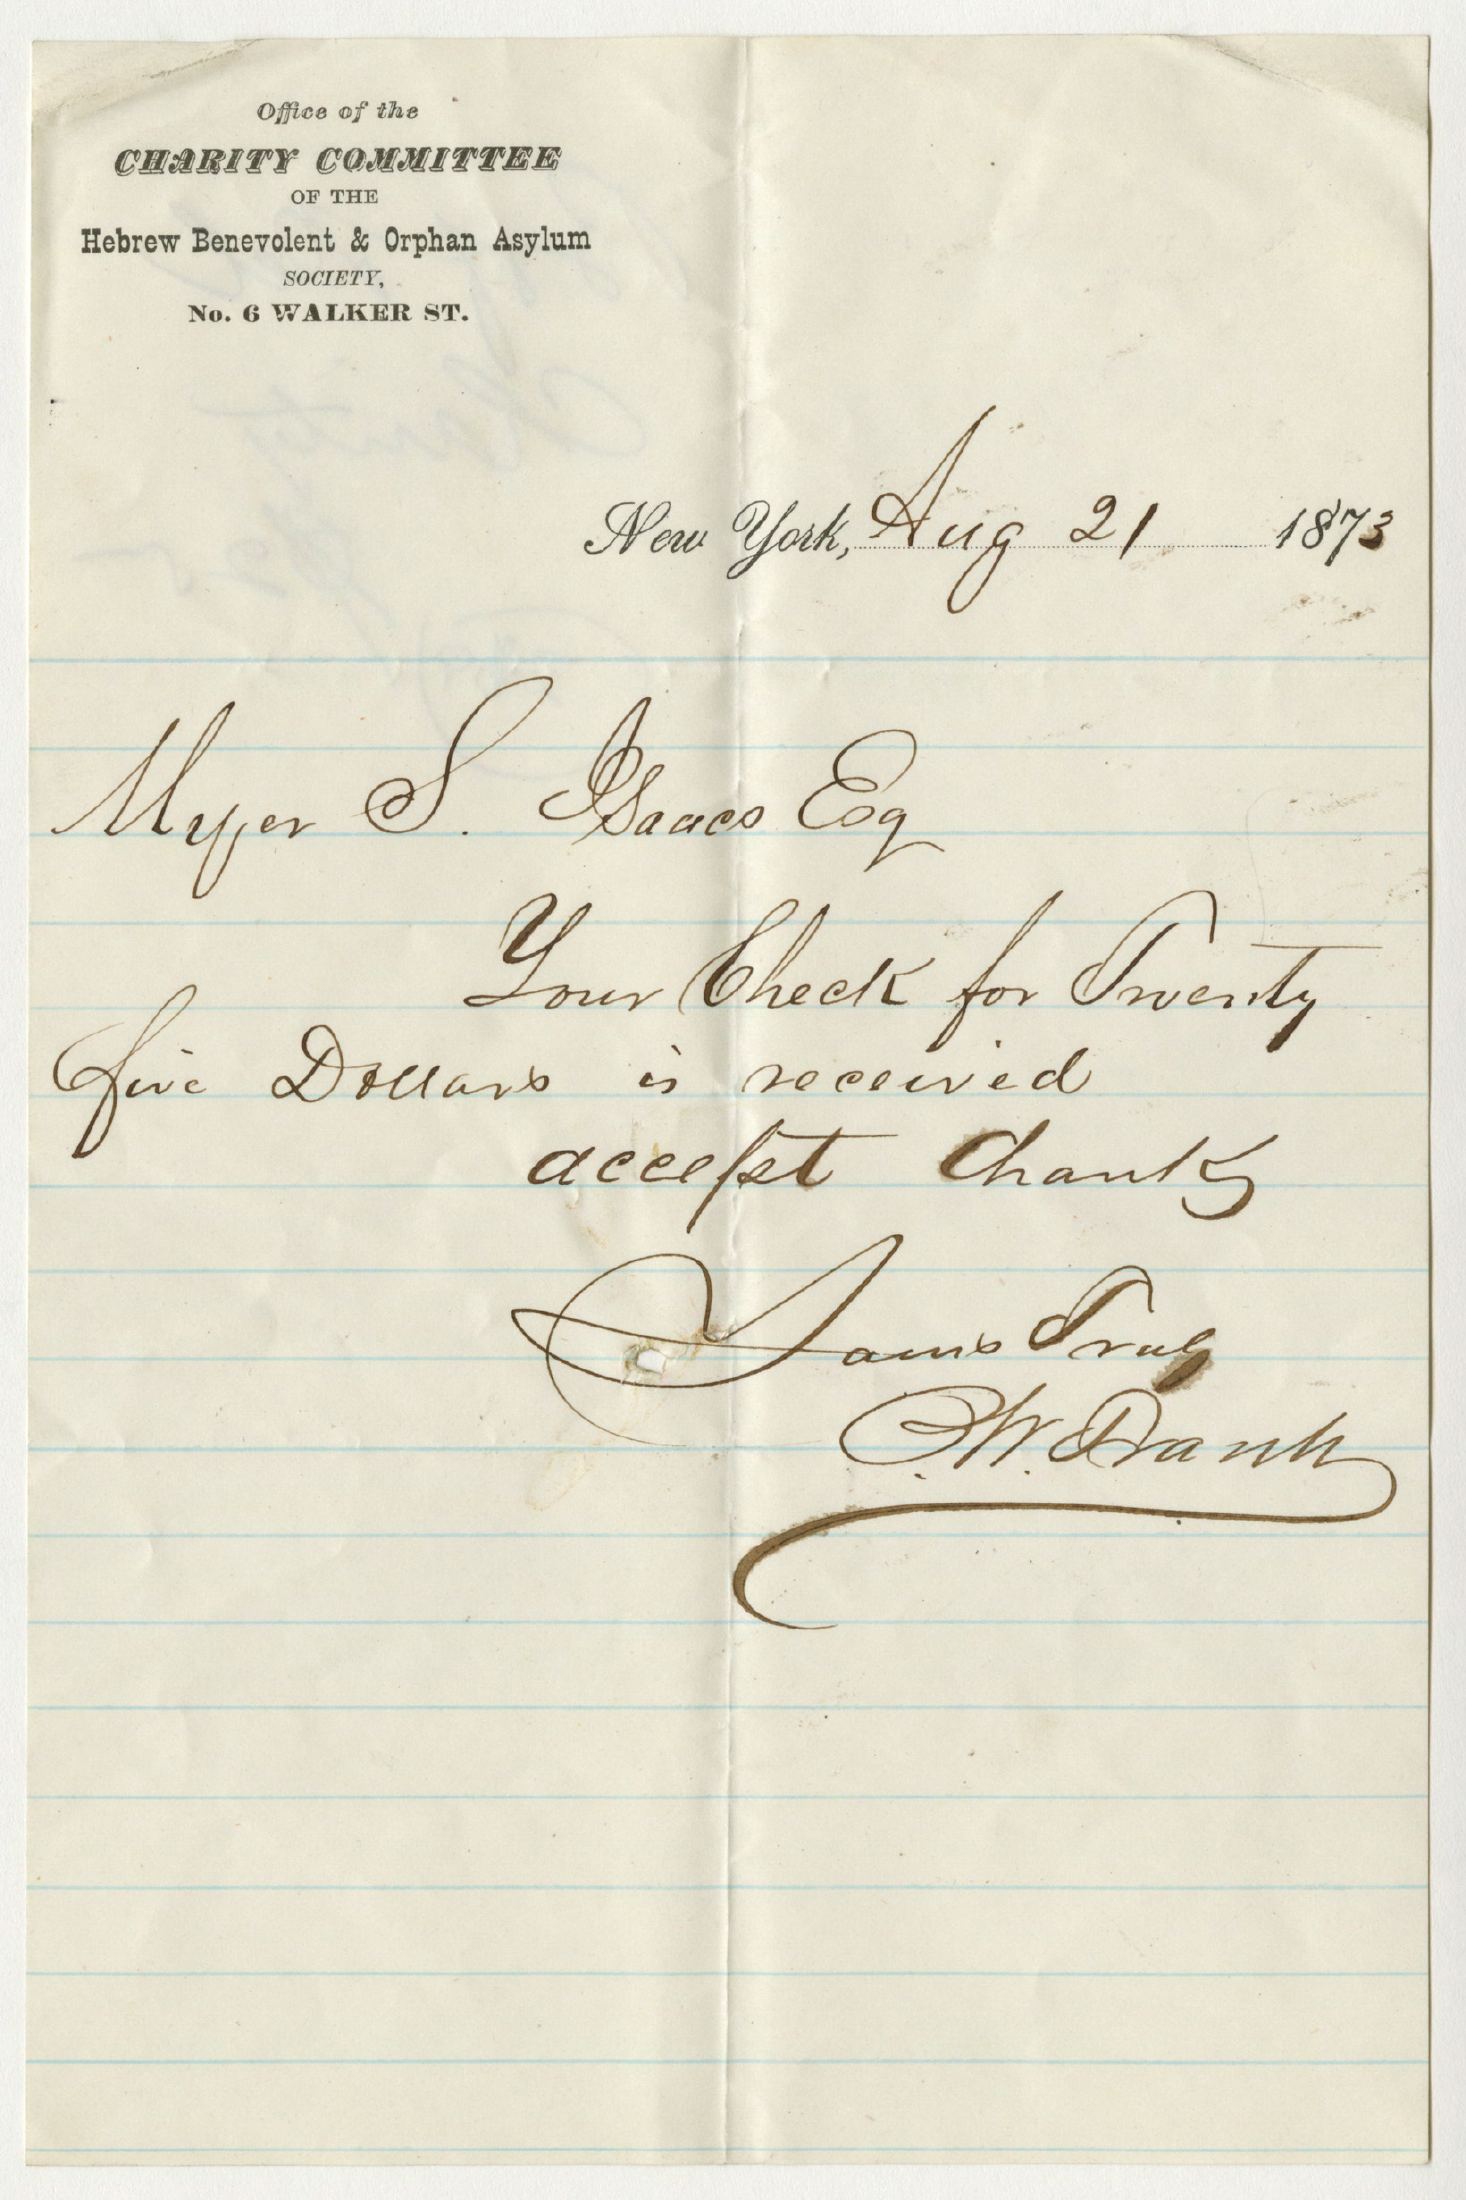 Office of the
CHARITY COMMITTEE
OF THE
Hebrew Benevolent & Orphan Asylum
SOCIETY,
No. 6 WALKER ST.
New York, Aug 21 1873
Myer S. Isaacs Esq
Your Check for Twenty
five Dollars is received
accept thanks
Yours Truly
W. Frank